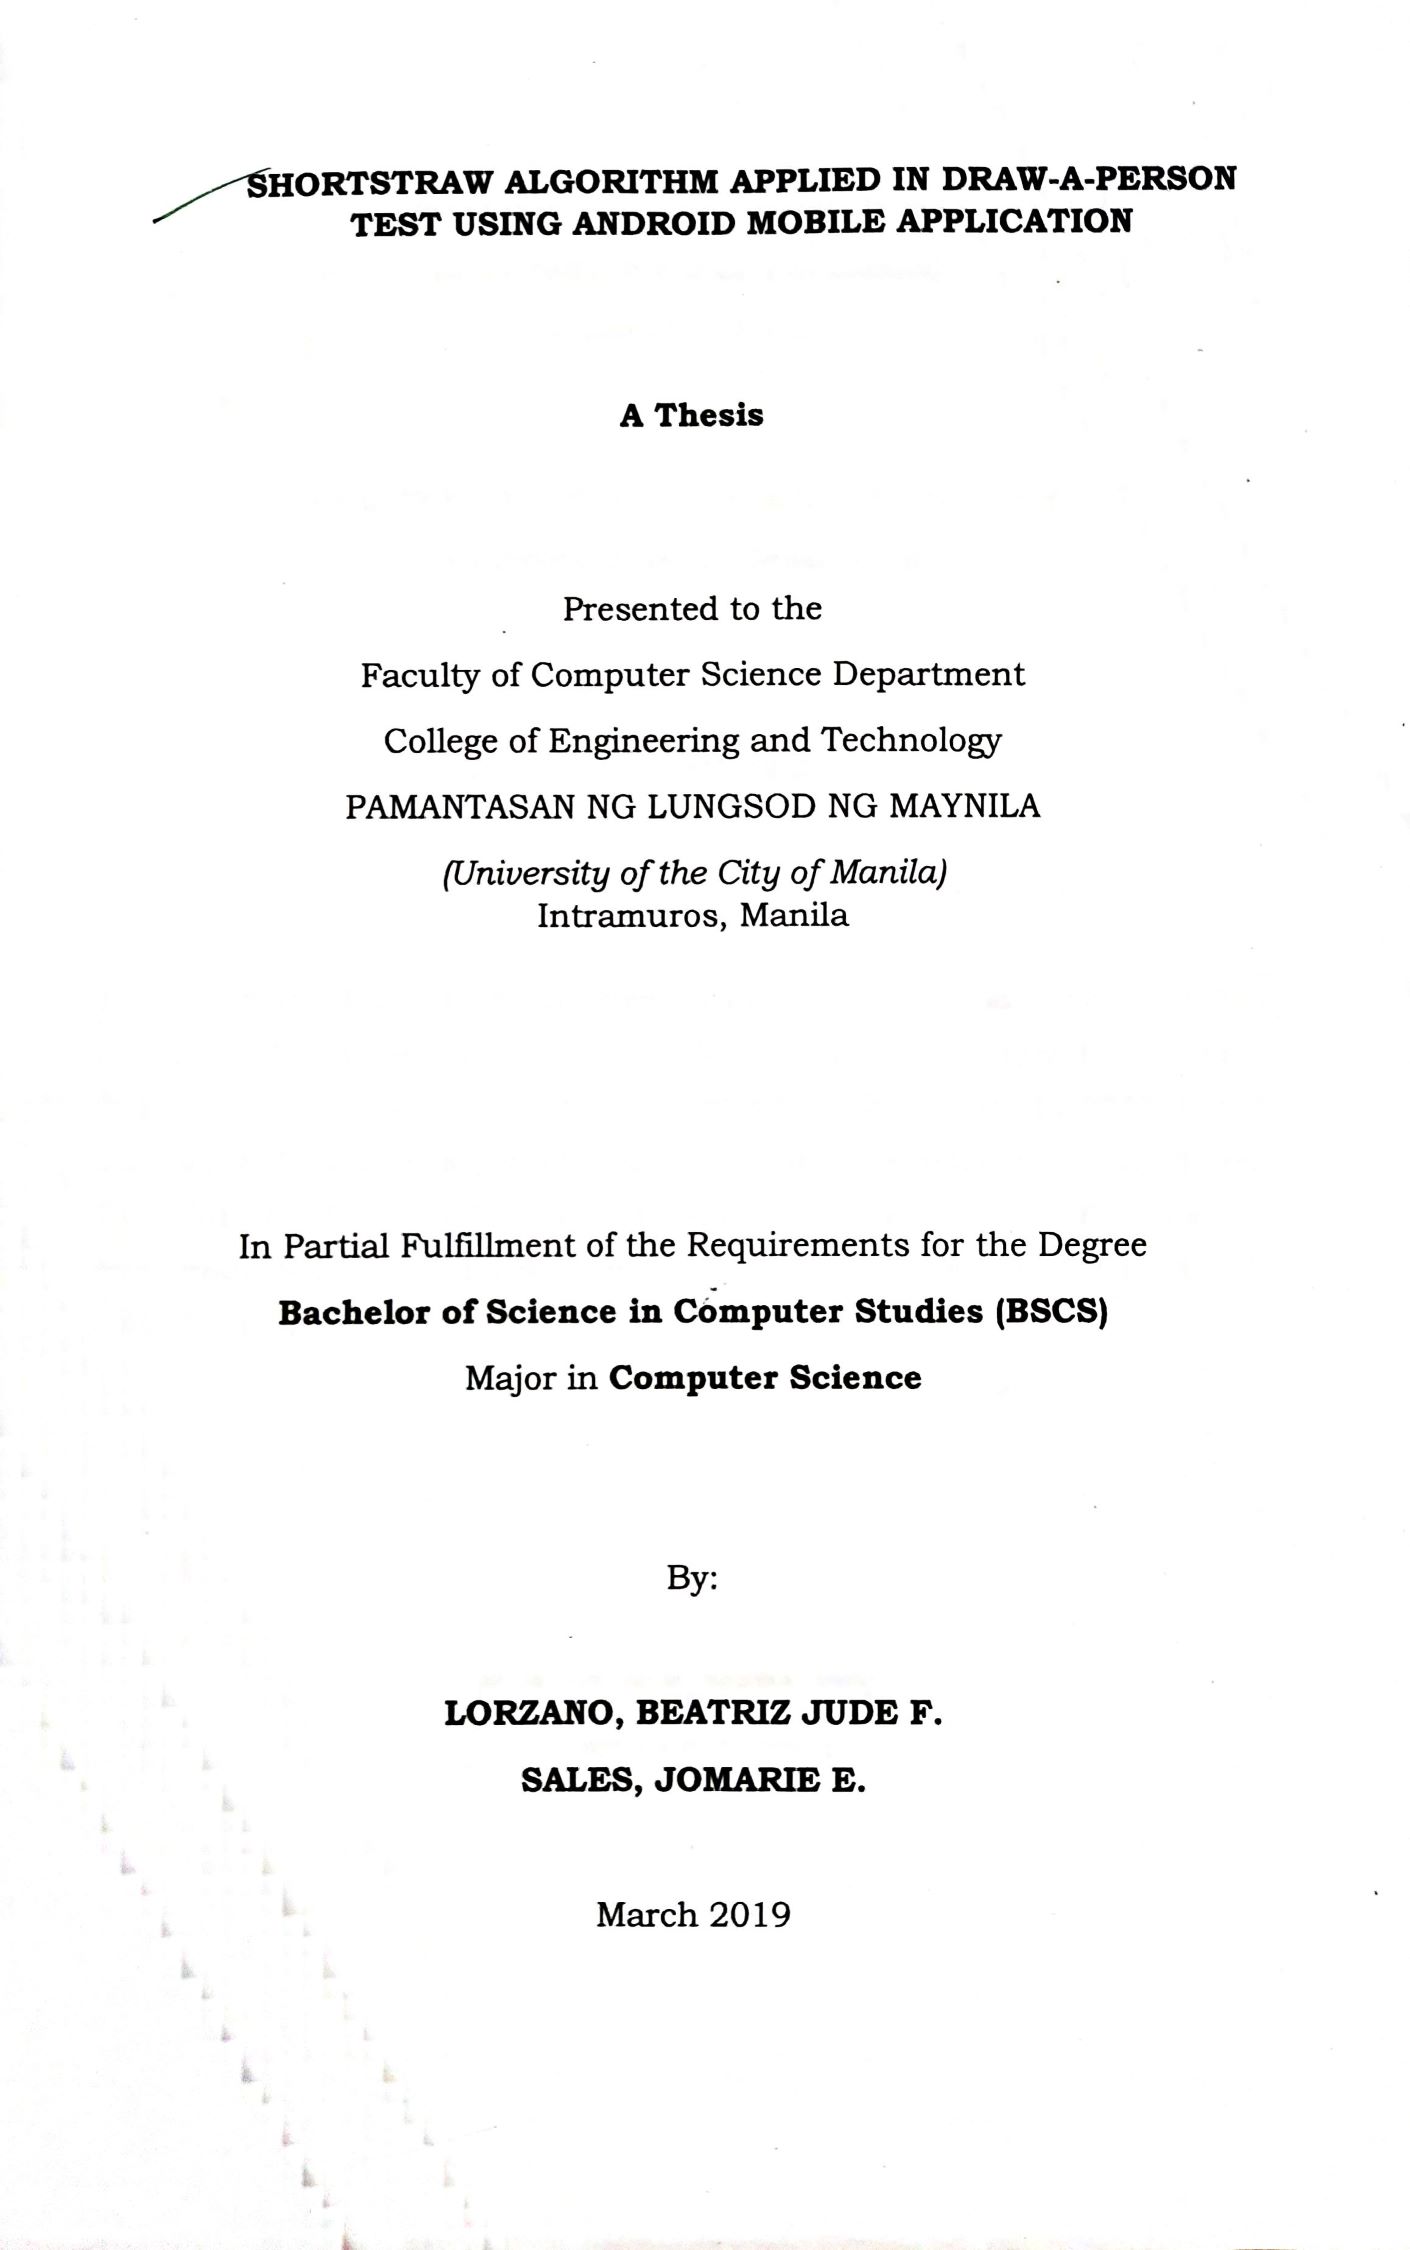 SHORTSTRAW ALGORITHM APPLIED IN DRAW-A-PERSON
TEST USING ANDROID MOBILE APPLICATION
A Thesis
Presented to the
Faculty of Computer Science Department
College of Engineering and Technology
PAMANTASAN NG LUNGSOD NG MAYNILA
(University of the City of Manila)
Intramuros, Manila
In Partial Fulfillment of the Requirements for the Degree
Bachelor of Science in Computer Studies (BSCS)
Major in Computer Science
By:
LORZANO, BEATRIZ JUDE F.
SALES, JOMARIE E.
March 2019